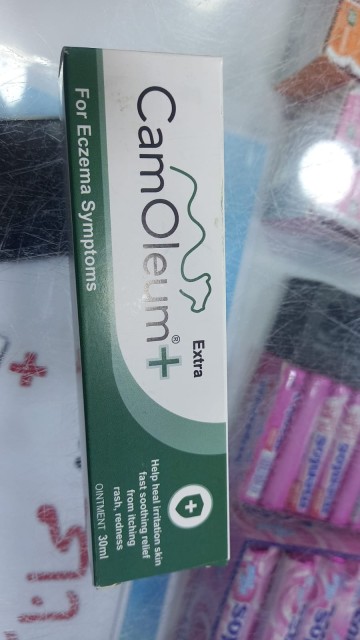 Extra
CamOleum®+
For Eczema Symptoms
Help heal irritation skin
fast soothing relief
from itching
rash, redness
OINTMENT 30ml